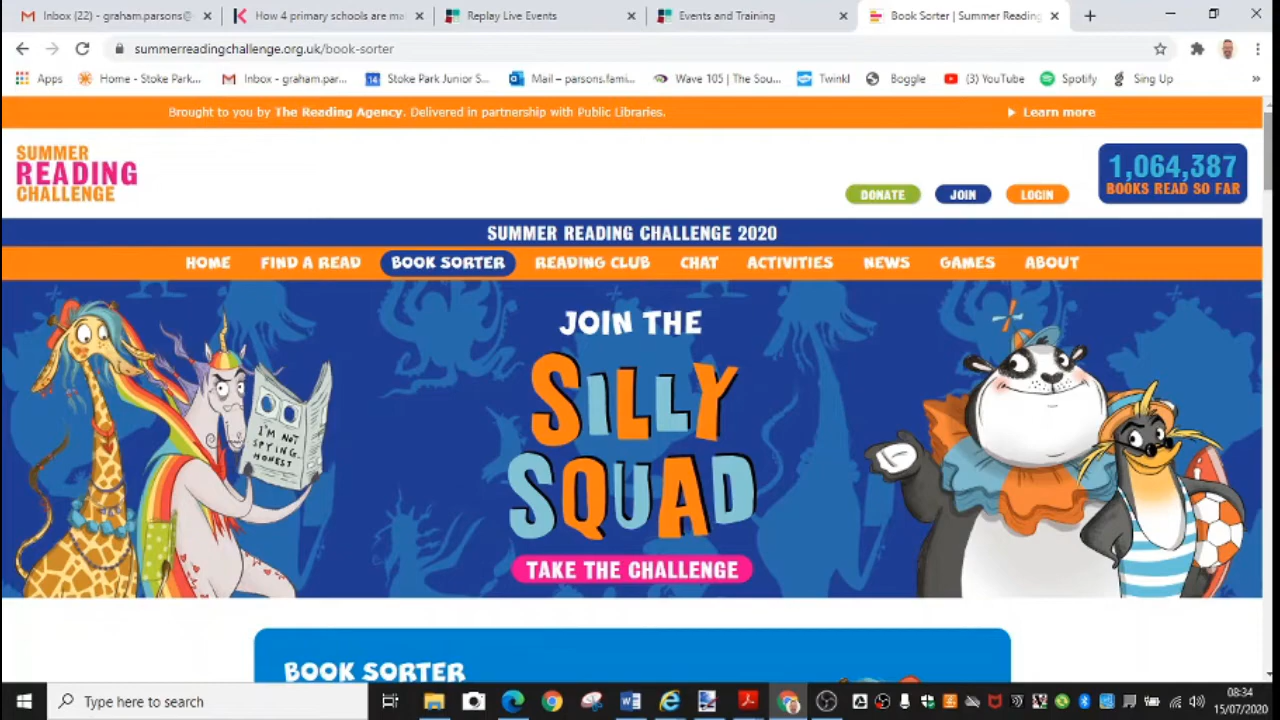 Inbox (22) - graham.parsons@
How 4 primary schools are ma
Replay Live Events
Events and Training
Book Sorter | Summer Reading
summerreadingchallenge.org.uk/book-sorter
Apps
Home - Stoke Park...
Inbox - graham.par...
14
Stoke Park Junior S...
Mail – parsons.fami...
Wave 105 | The Sou...
Twinkl
Boggle
(3) YouTube
Spotify
Sing Up
»
Brought to you by The Reading Agency. Delivered in partnership with Public Libraries.
Learn more
SUMMER
READING
CHALLENGE
DONATE
JOIN
LOGIN
1,064,387
BOOKS READ SO FAR
SUMMER READING CHALLENGE 2020
HOME FIND A READ BOOK SORTER READING CLUB CHAT ACTIVITIES NEWS GAMES ABOUT
JOIN THE
SILLY
SQUAD
TAKE THE CHALLENGE
I'M NOT
SPYING.
HONEST
BOOK SORTER
Type here to search
08:34
15/07/2020